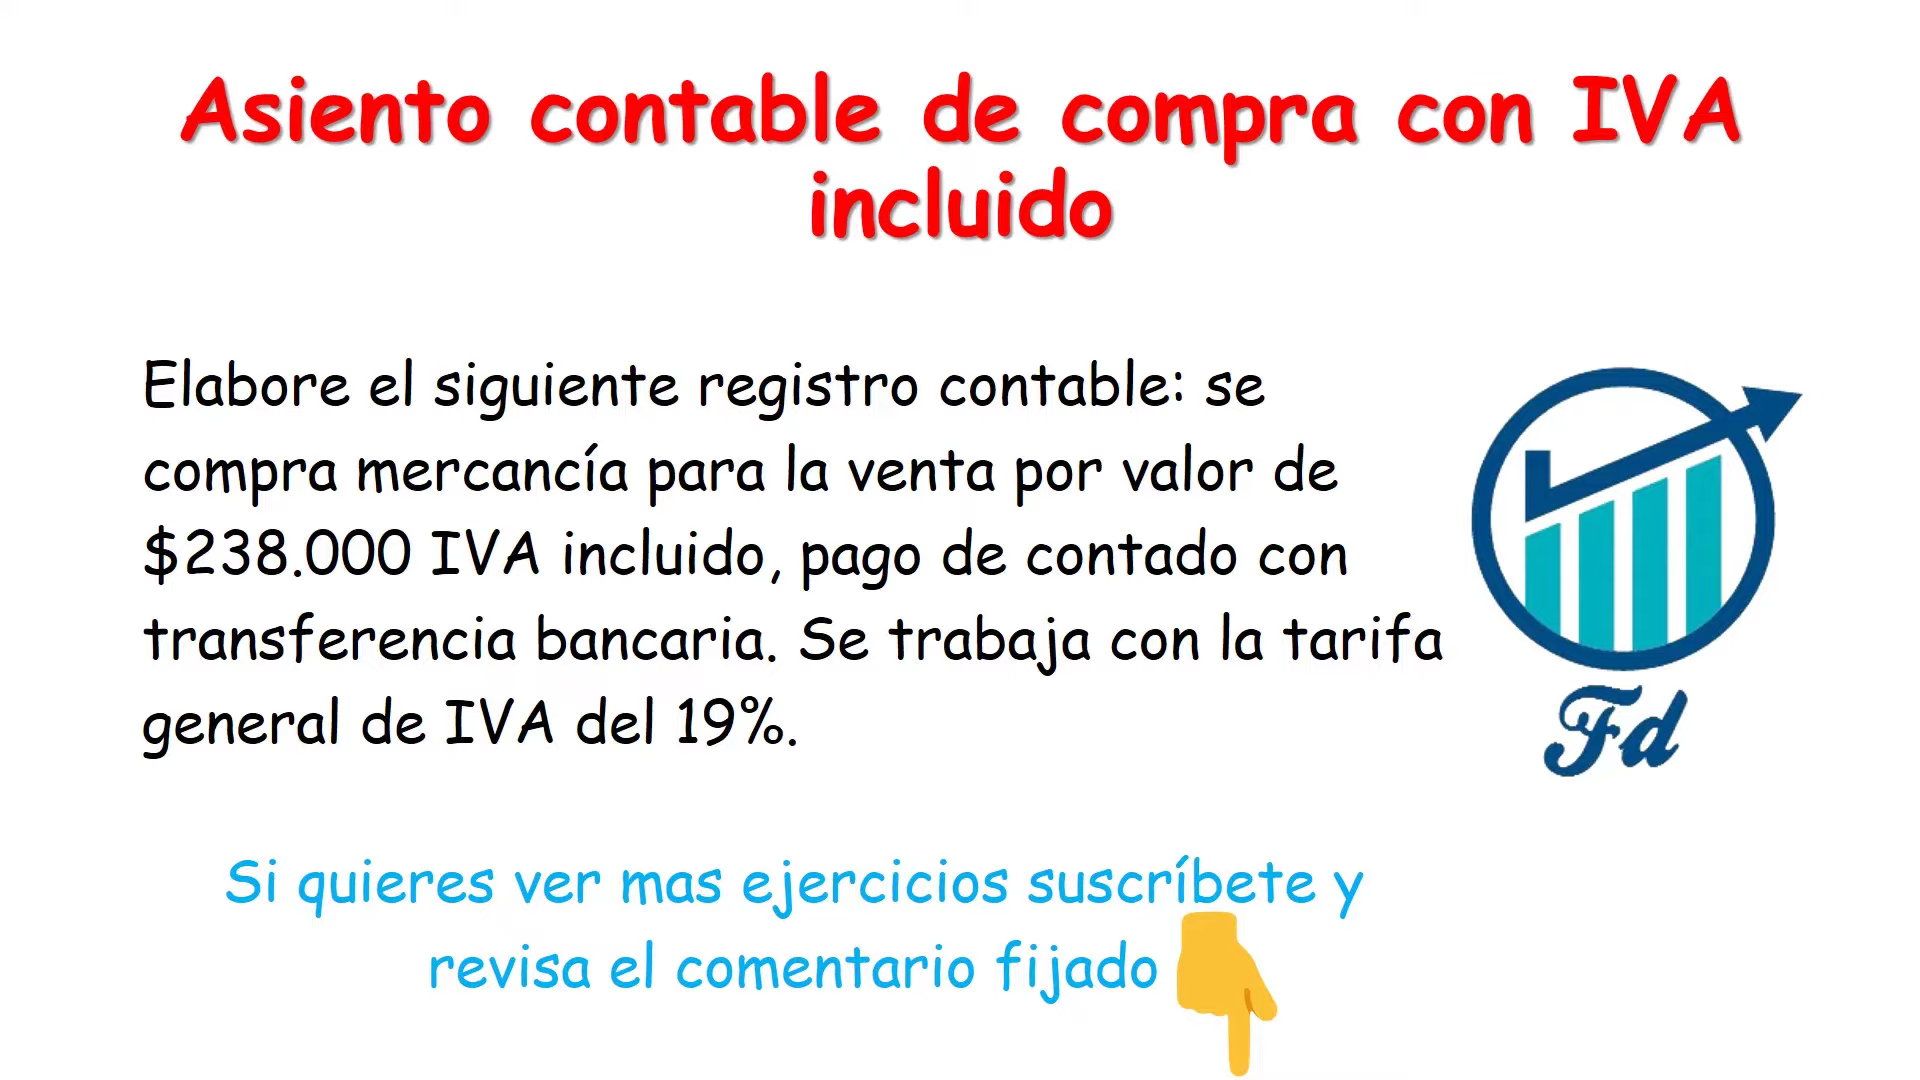 Asiento contable de compra con IVA
incluido
Elabore el siguiente registro contable: se
compra mercancía para la venta por valor de
$238.000 IVA incluido, pago de contado con
transferencia bancaria. Se trabaja con la tarifa
general de IVA del 19%.
Fd
Si quieres ver mas ejercicios suscríbete y
revisa el comentario fijado